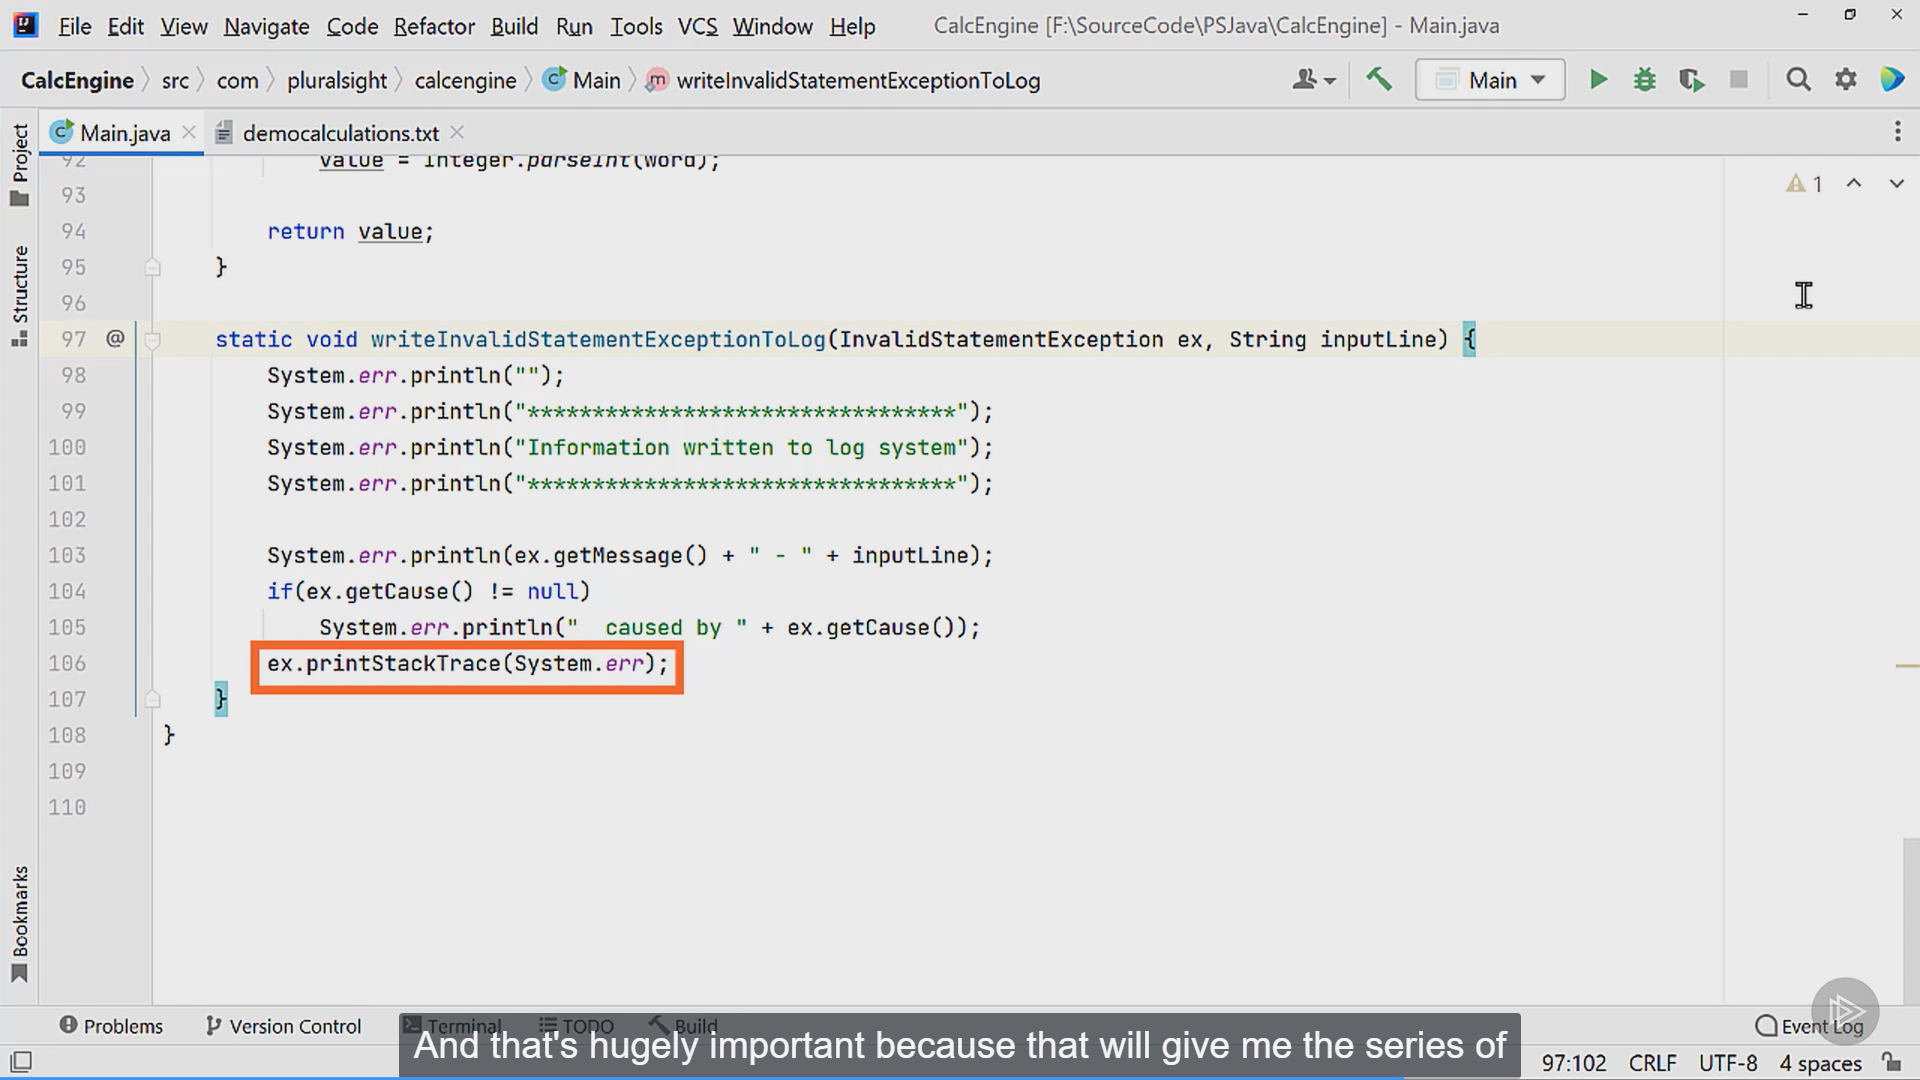 File Edit View Navigate Code Refactor Build Run Tools VCS Window Help CalcEngine [F:\SourceCode\PSJava\CalcEngine] - Main.java
CalcEngine src com pluralsight calcengine Main writeInvalidStatementExceptionToLog Main
Main.java democalculations.txt
Project
Structure
Bookmarks
1
92 value = Integer.parseInt(word);
93
94 return value;
95 }
96
97 @ static void writeInvalidStatementExceptionToLog(InvalidStatementException ex, String inputLine) {
98 System.err.println("");
99 System.err.println("*********************************");
100 System.err.println("Information written to log system");
101 System.err.println("*********************************");
102
103 System.err.println(ex.getMessage() + " - " + inputLine);
104 if(ex.getCause() != null)
105 System.err.println("  caused by " + ex.getCause());
106 ex.printStackTrace(System.err);
107 }
108 }
109
110
Problems Version Control Terminal TODO Build Event Log
And that's hugely important because that will give me the series of
97:102 CRLF UTF-8 4 spaces